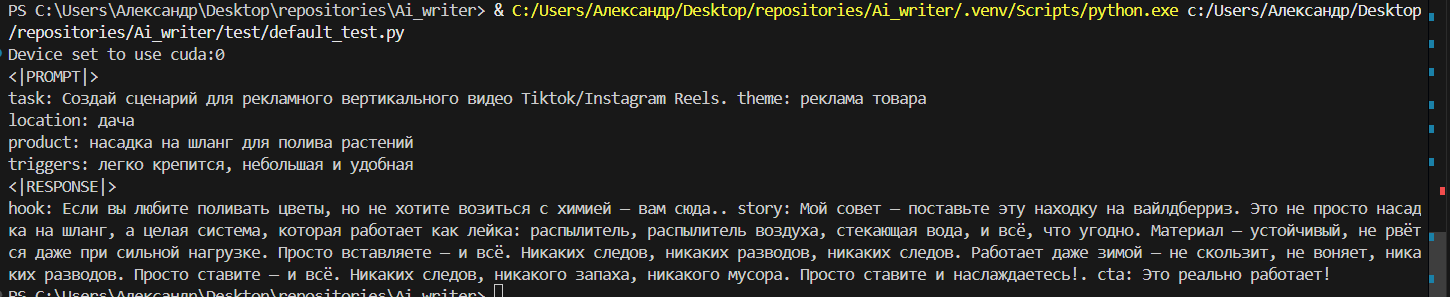 PS C:\Users\Александр\Desktop\repositories\Ai_writer> & C:/Users/Александр/Desktop/repositories/Ai_writer/.venv/Scripts/python.exe c:/Users/Александр/Desktop
/repositories/Ai_writer/test/default_test.py
Device set to use cuda:0
<|PROMPT|>
task: Создай сценарий для рекламного вертикального видео Tiktok/Instagram Reels. theme: реклама товара
location: дача
product: насадка на шланг для полива растений
triggers: легко крепится, небольшая и удобная
<|RESPONSE|>
hook: Если вы любите поливать цветы, но не хотите возиться с химией — вам сюда.. story: Мой совет — поставьте эту находку на вайлдберриз. Это не просто насад
ка на шланг, а целая система, которая работает как лейка: распылитель, распылитель воздуха, стекающая вода, и всё, что угодно. Материал — устойчивый, не рвёт
ся даже при сильной нагрузке. Просто вставляете — и всё. Никаких следов, никаких разводов, никаких следов. Работает даже зимой — не скользит, не воняет, ника
ких разводов. Просто ставите — и всё. Никаких следов, никакого запаха, никакого мусора. Просто ставите и наслаждаетесь!. cta: Это реально работает!
PS C:\Users\Александр\Desktop\repositories\Ai_writer>